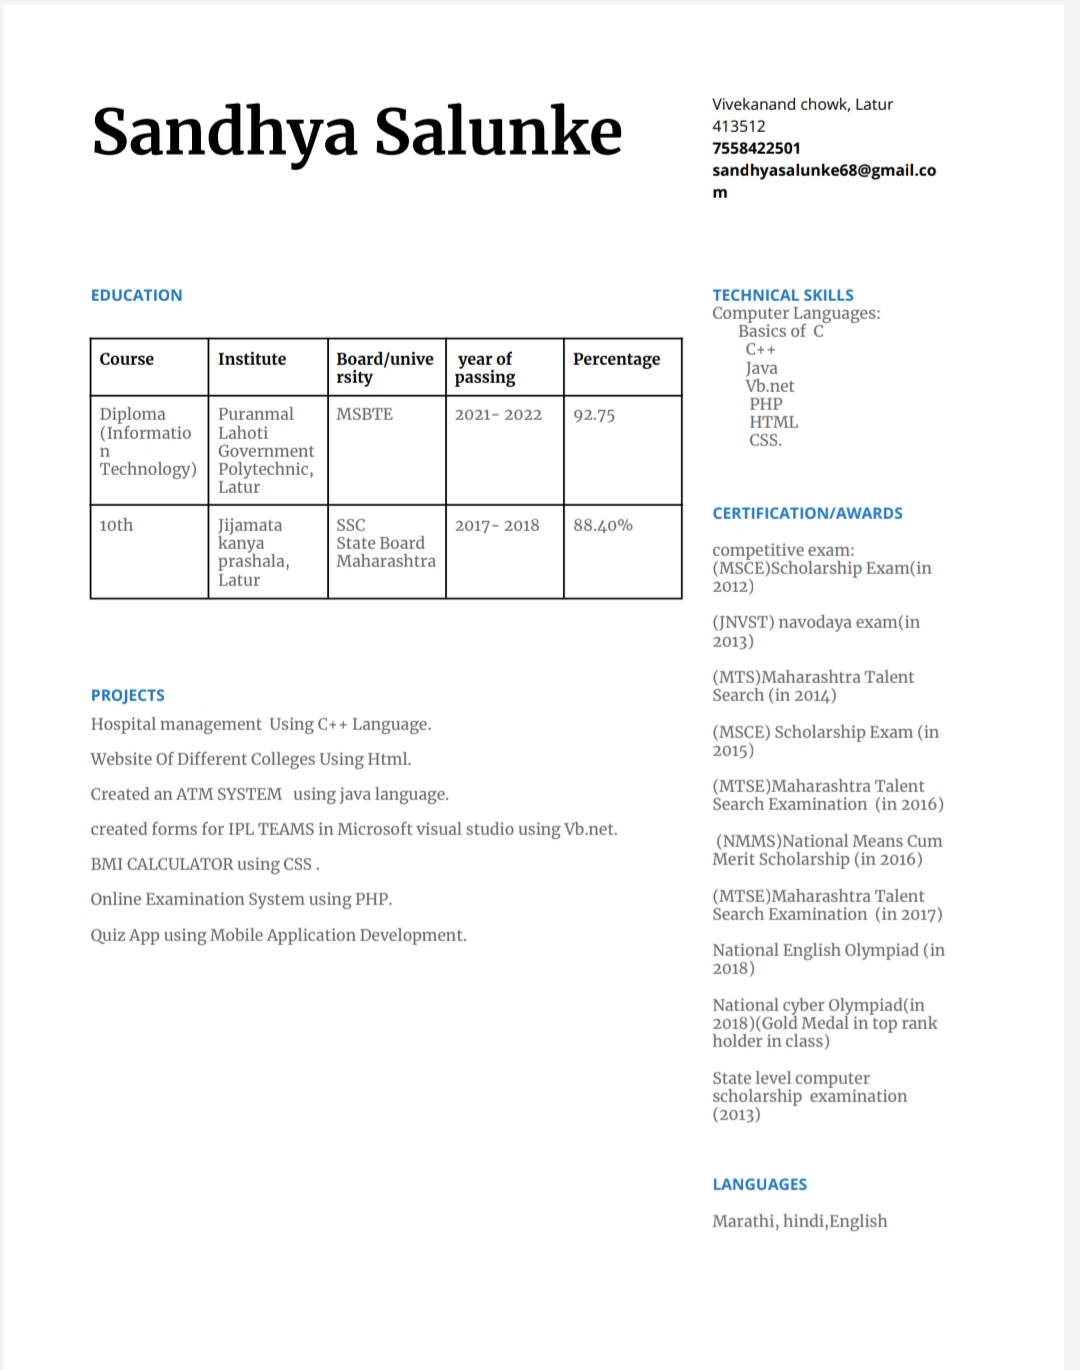 Sandhya Salunke
Vivekanand chowk, Latur
413512
7558422501
sandhyasalunke68@gmail.co
m
EDUCATION
Course Institute Board/unive year of Percentage
rsity passing
Diploma Puranmal MSBTE 2021- 2022 92.75
(Informatio Lahoti
n Government
Technology) Polytechnic,
Latur
10th Jijamata SSC 2017- 2018 88.40%
kanya State Board
prashala, Maharashtra
Latur
PROJECTS
Hospital management Using C++ Language.
Website Of Different Colleges Using Html.
Created an ATM SYSTEM using java language.
created forms for IPL TEAMS in Microsoft visual studio using Vb.net.
BMI CALCULATOR using CSS .
Online Examination System using PHP.
Quiz App using Mobile Application Development.
TECHNICAL SKILLS
Computer Languages:
Basics of C
C++
Java
Vb.net
PHP
HTML
CSS.
CERTIFICATION/AWARDS
competitive exam:
(MSCE)Scholarship Exam(in
2012)
(JNVST) navodaya exam(in
2013)
(MTS)Maharashtra Talent
Search (in 2014)
(MSCE) Scholarship Exam (in
2015)
(MTSE)Maharashtra Talent
Search Examination (in 2016)
(NMMS)National Means Cum
Merit Scholarship (in 2016)
(MTSE)Maharashtra Talent
Search Examination (in 2017)
National English Olympiad (in
2018)
National cyber Olympiad(in
2018)(Gold Medal in top rank
holder in class)
State level computer
scholarship examination
(2013)
LANGUAGES
Marathi, hindi,English